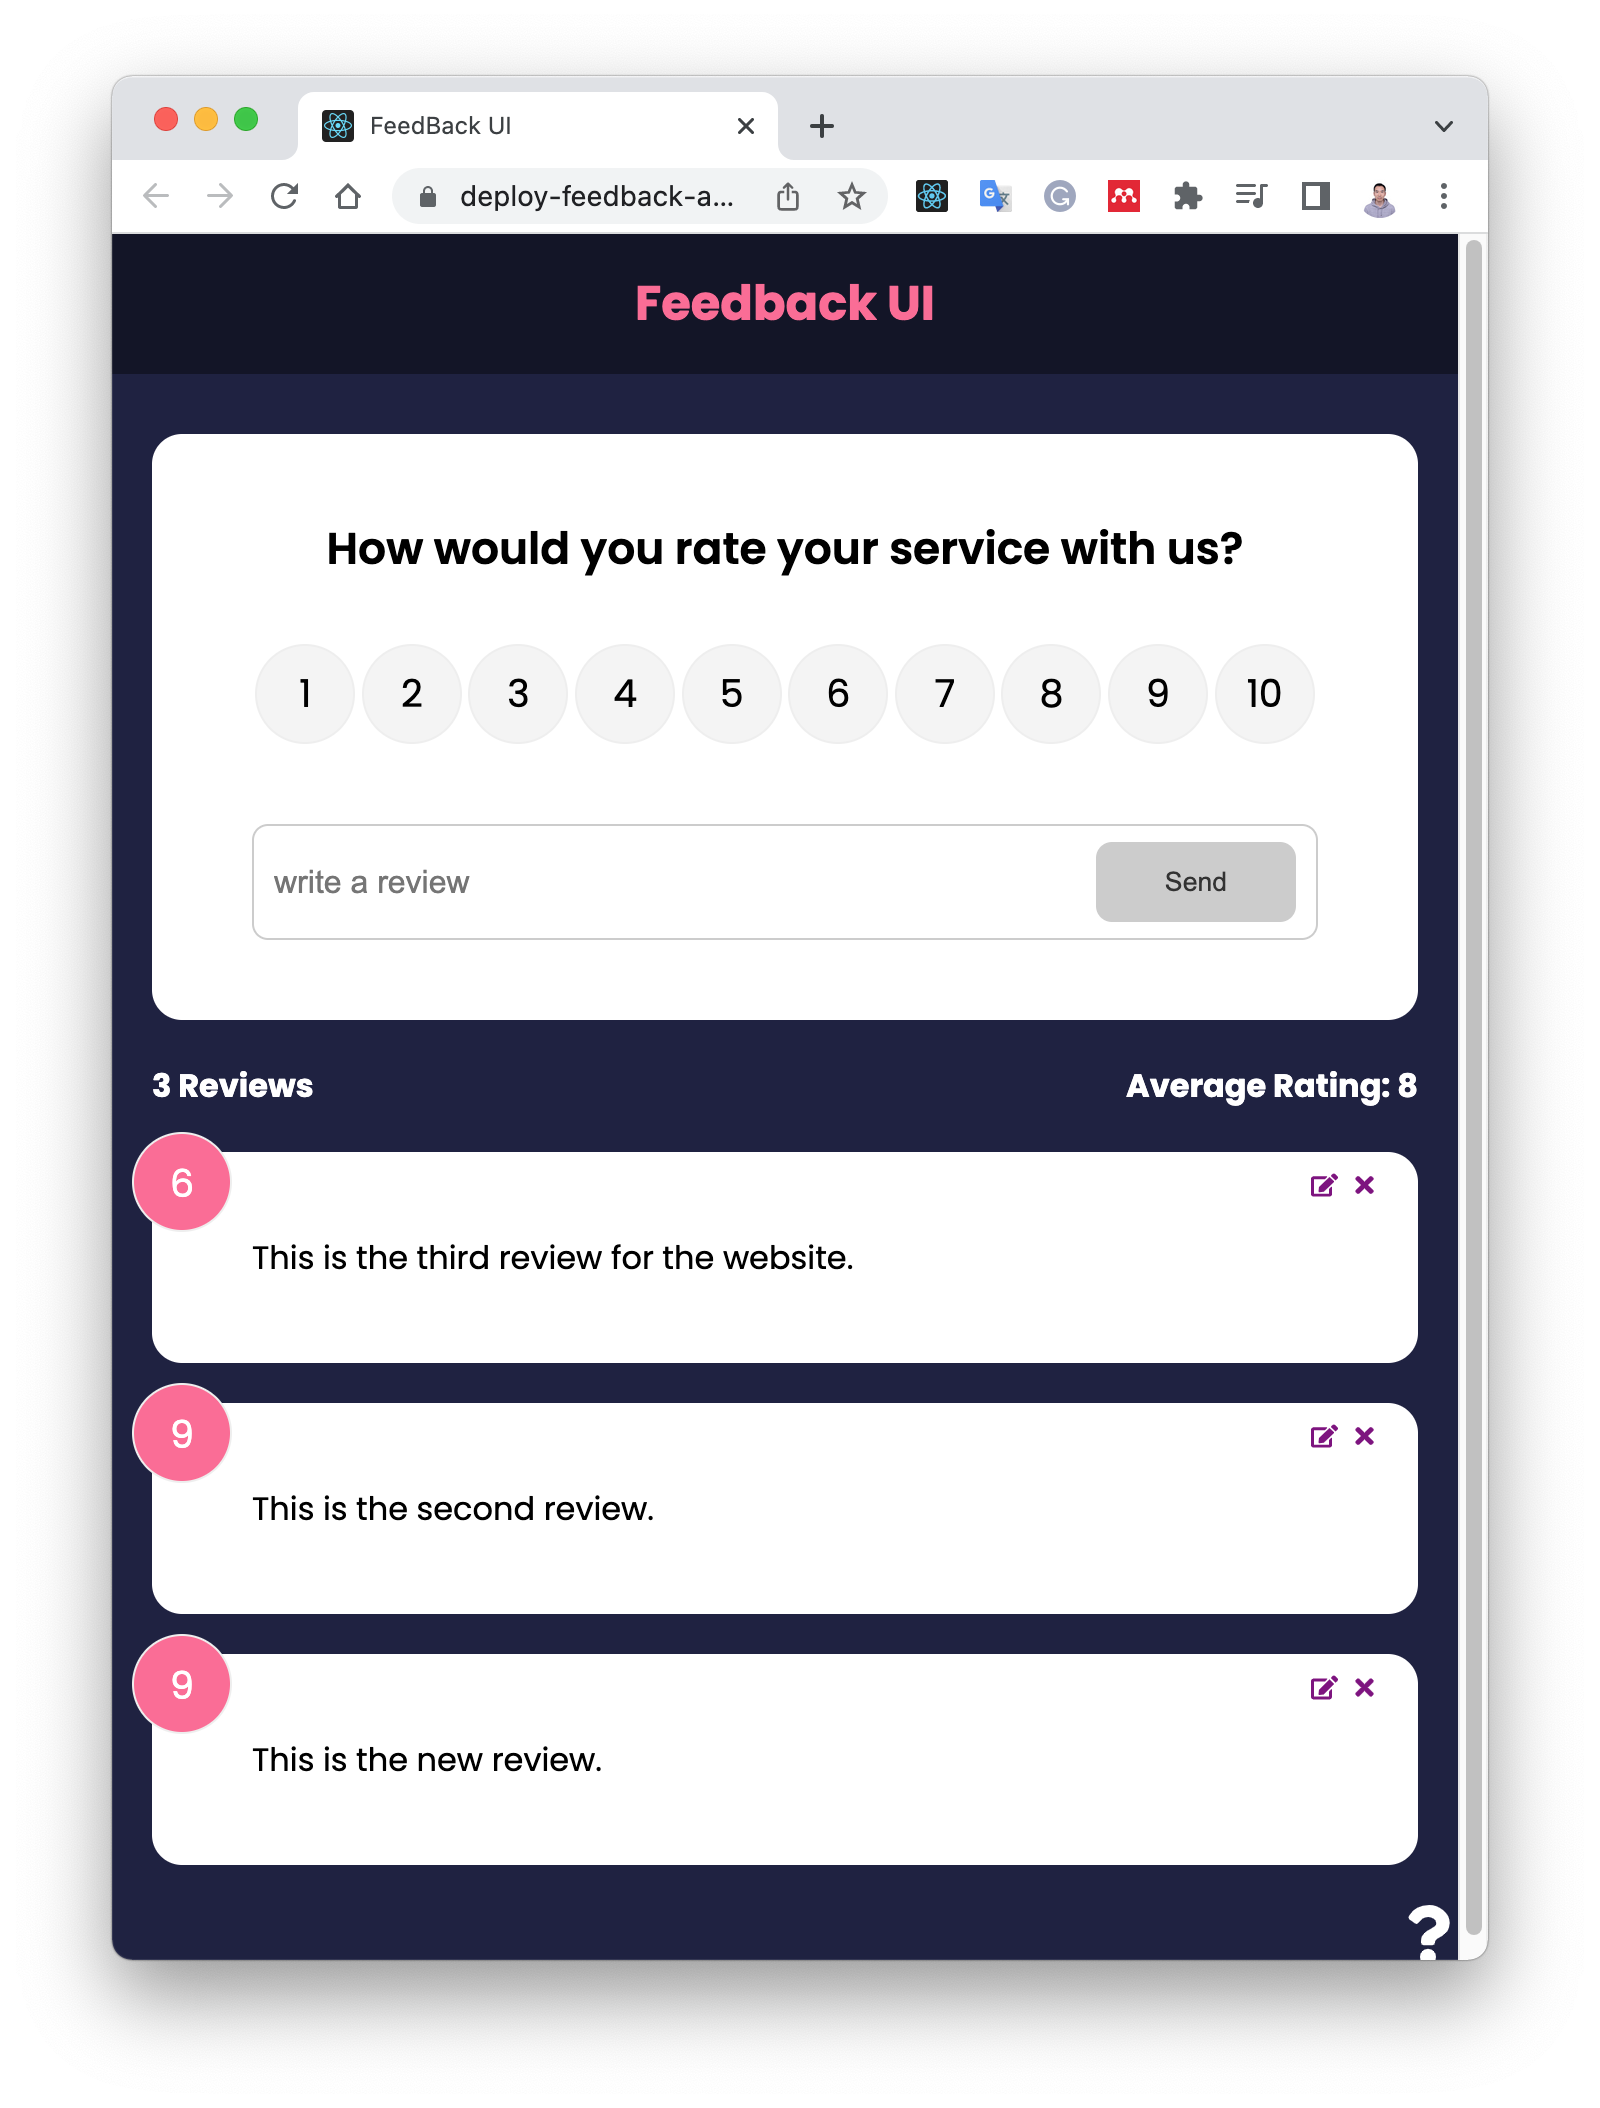 FeedBack UI
deploy-feedback-a...
Feedback UI
How would you rate your service with us?
1 2 3 4 5 6 7 8 9 10
write a review Send
3 Reviews Average Rating: 8
6
This is the third review for the website.
9
This is the second review.
9
This is the new review.
?